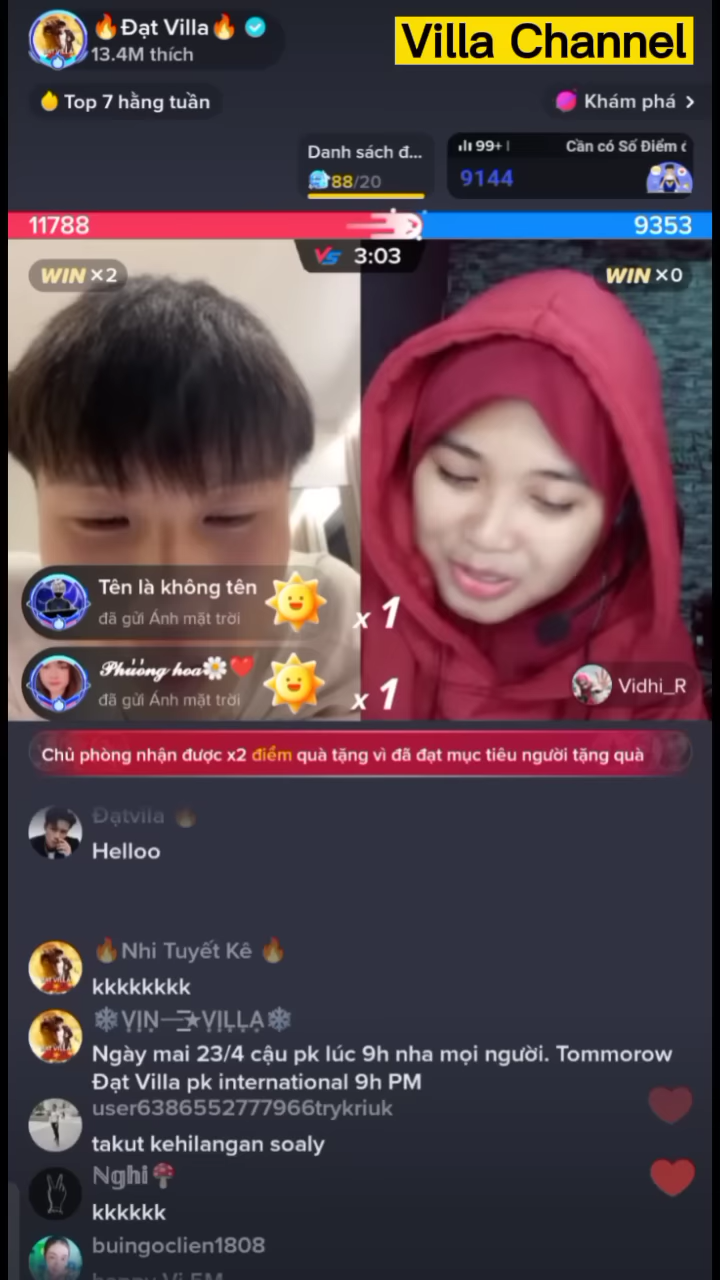 🔥Đạt Villa🔥
Villa Channel
13.4M thích
Top 7 hằng tuần
Khám phá >
Danh sách đ...
99+
Cần có Số Điểm
88/20
9144
11788
9353
Vs 3:03
WIN ×2
WIN ×0
Tên là không tên
đã gửi Ánh mặt trời
x 1
Phương hoa🌼❤️
đã gửi Ánh mặt trời
x 1
Vidhi_R
Chủ phòng nhận được x2 điểm quà tặng vì đã đạt mục tiêu người tặng quà
Đạtvila 🔥
Helloo
🔥Nhi Tuyết Kê 🔥
kkkkkkkk
❄VỊṆ—★VỊḶḶẠ❄
Ngày mai 23/4 cậu pk lúc 9h nha mọi người. Tommorow
Đạt Villa pk international 9h PM
user6386552777966trykriuk
takut kehilangan soaly
Nghi🍄
kkkkkk
buingoclien1808